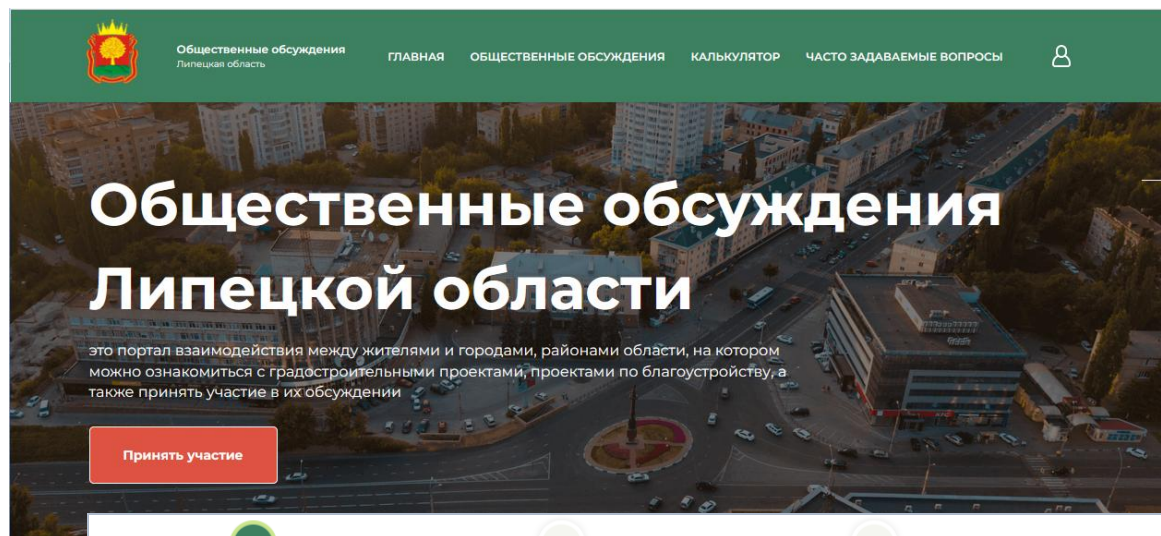 Общественные обсуждения
Липецкая область
ГЛАВНАЯ
ОБЩЕСТВЕННЫЕ ОБСУЖДЕНИЯ
КАЛЬКУЛЯТОР
ЧАСТО ЗАДАВАЕМЫЕ ВОПРОСЫ
Общественные обсуждения
Липецкой области
это портал взаимодействия между жителями и городами, районами области, на котором
можно ознакомиться с градостроительными проектами, проектами по благоустройству, а
также принять участие в их обсуждении
Принять участие